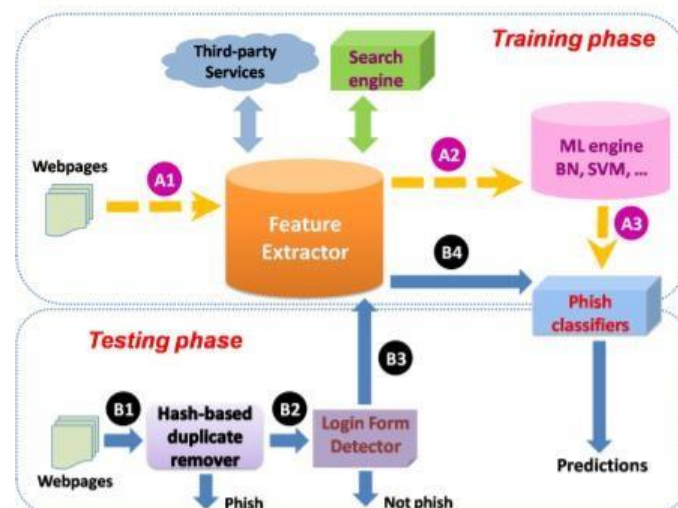 Training phase
Third-party
Services
Search
engine
Webpages
A1
A2
ML engine
BN, SVM, ...
Feature
Extractor
A3
B4
Phish
classifiers
Testing phase
B3
B1
Hash-based
duplicate
remover
B2
Login Form
Detector
Webpages
Phish
Not phish
Predictions